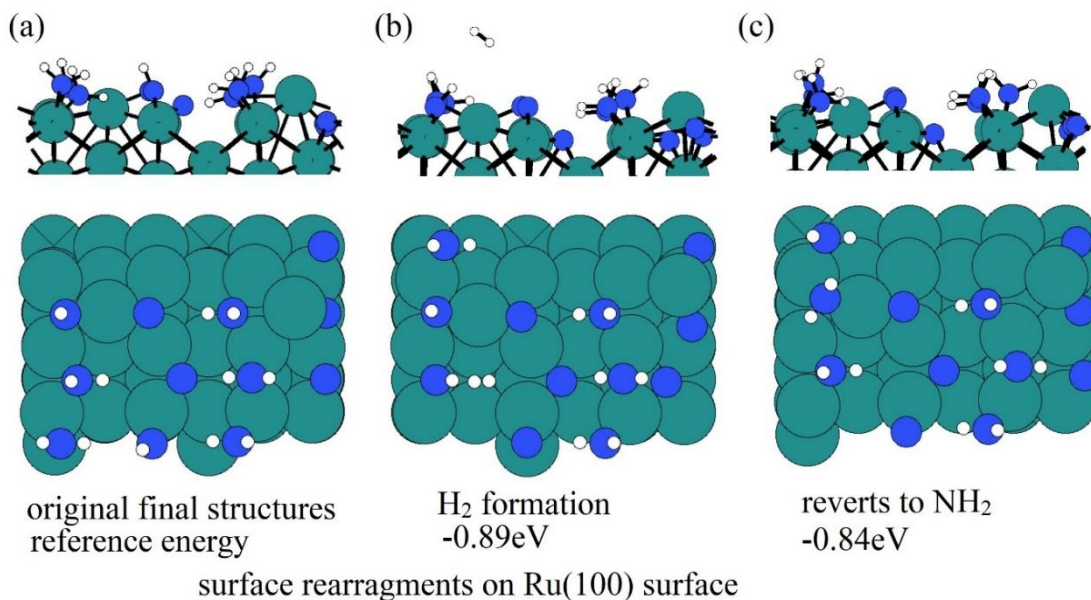 (a)
(b)
(c)
original final structures
reference energy
H₂ formation
-0.89eV
reverts to NH₂
-0.84eV
surface rearragments on Ru(100) surface